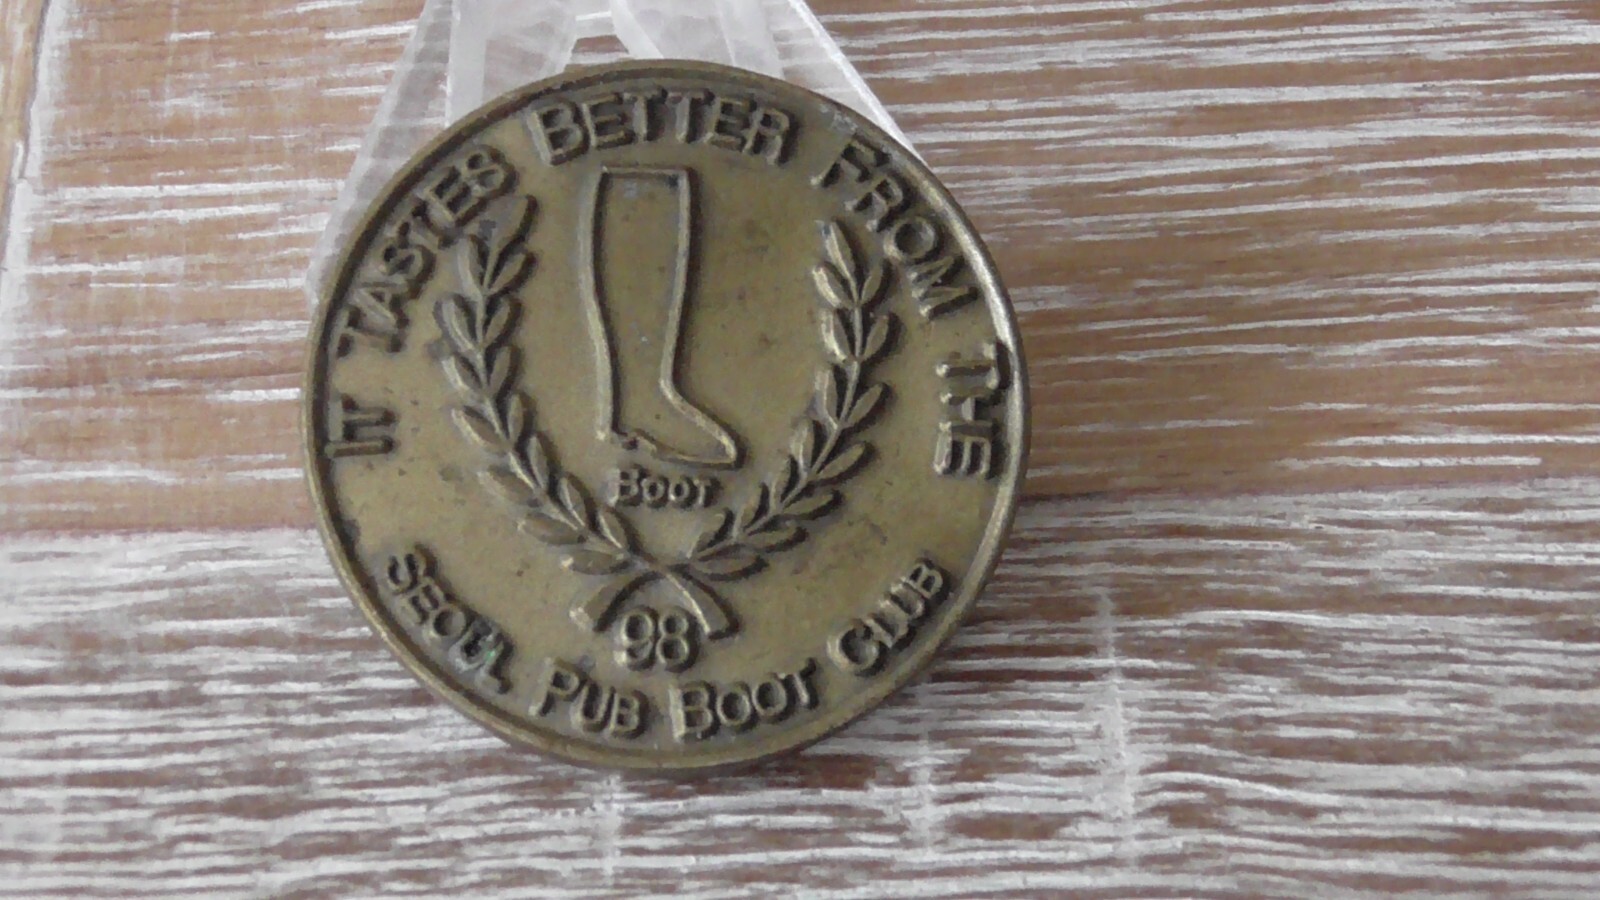 IT TASTES BETTER FROM THE
BOOT
98
SEOUL PUB BOOT CLUB